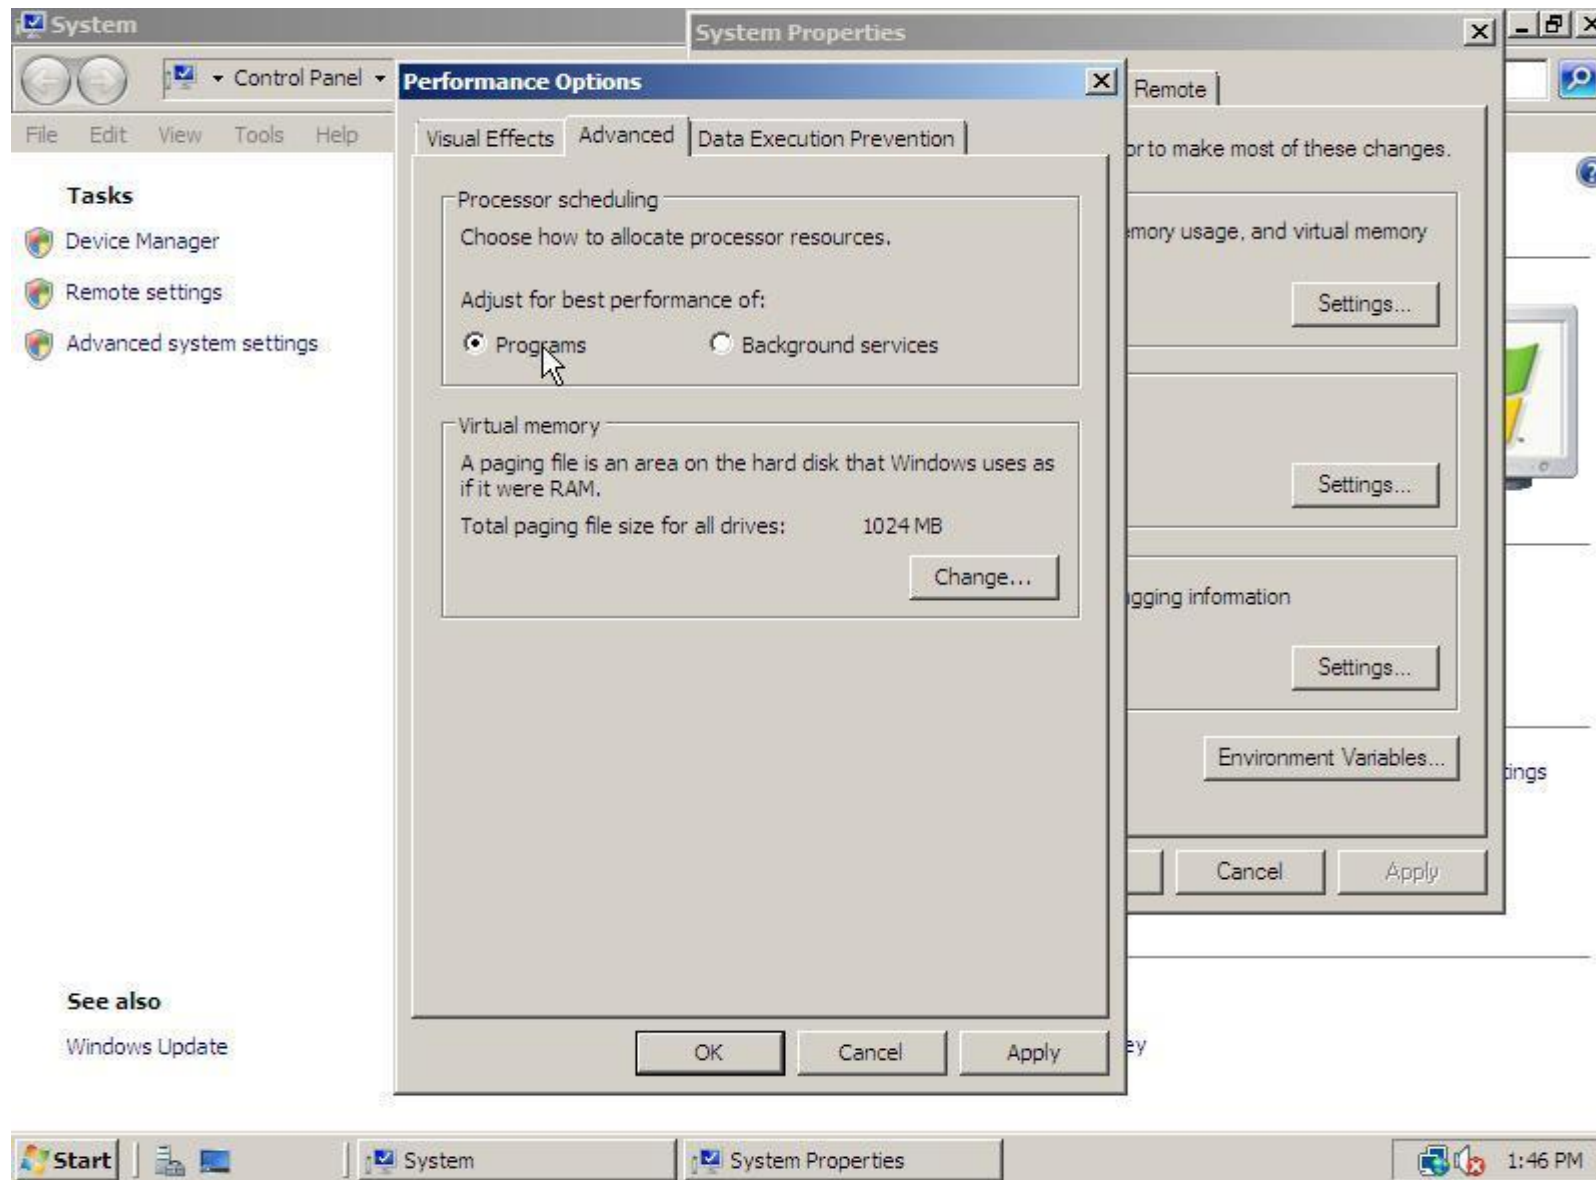 System
Control Panel
File Edit View Tools Help
Tasks
Device Manager
Remote settings
Advanced system settings
See also
Windows Update
System Properties
Remote
or to make most of these changes.
emory usage, and virtual memory
Settings...
Settings...
gging information
Settings...
Environment Variables...
Cancel Apply
tings
ey
Performance Options
Visual Effects Advanced Data Execution Prevention
Processor scheduling
Choose how to allocate processor resources.
Adjust for best performance of:
Programs Background services
Virtual memory
A paging file is an area on the hard disk that Windows uses as
if it were RAM.
Total paging file size for all drives: 1024 MB
Change...
OK Cancel Apply
Start System System Properties 1:46 PM